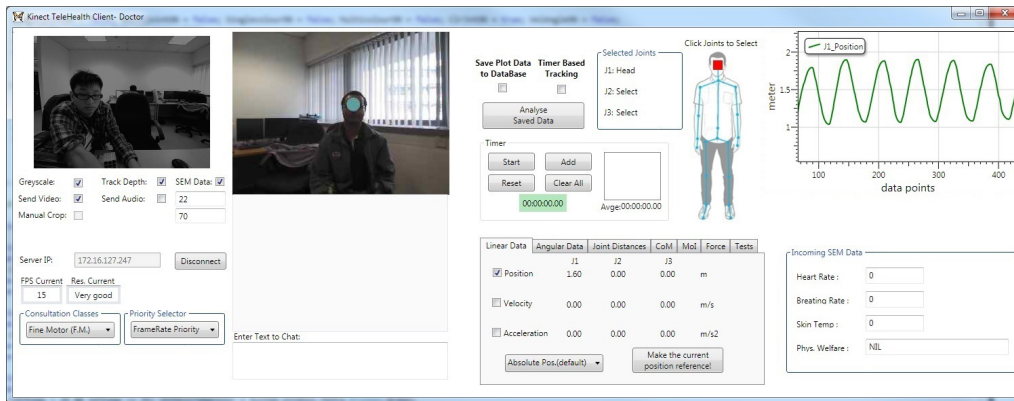 Kinect TeleHealth Client- Doctor
Greyscale:
Track Depth:
SEM Data:
Send Video:
Send Audio:
22
Manual Crop:
70
Server IP:
172.16.127.247
Disconnect
FPS Current
Res. Current
15
Very good
Consultation Classes
Priority Selector
Fine Motor (F.M.)
FrameRate Priority
Enter Text to Chat:
Save Plot Data to DataBase
Timer Based Tracking
Analyse Saved Data
Selected Joints
J1: Head
J2: Select
J3: Select
Click Joints to Select
Timer
Start
Add
Reset
Clear All
00:00:00.00
Avge:00:00:00.00
Linear Data
Angular Data
Joint Distances
CoM
MoI
Force
Tests
J1 J2 J3
Position 1.60 0.00 0.00 m
Velocity 0.00 0.00 0.00 m/s
Acceleration 0.00 0.00 0.00 m/s2
Absolute Pos.(default)
Make the current position reference!
J1_Position
meter
2
1.5
1
100 200 300 400
data points
Incoming SEM Data
Heart Rate : 0
Breating Rate : 0
Skin Temp : 0
Phys. Welfare : NIL